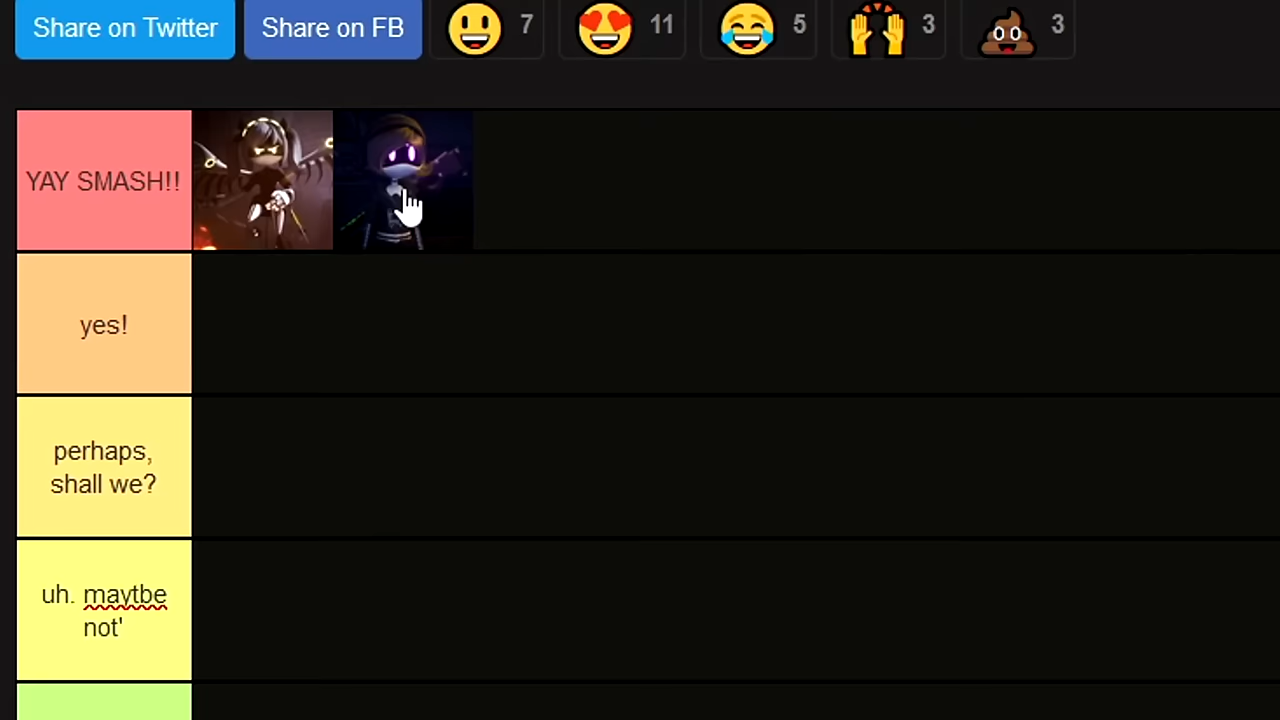 Share on Twitter Share on FB 7 11 5 3 3
YAY SMASH!!
yes!
perhaps,
shall we?
uh. maytbe
not'